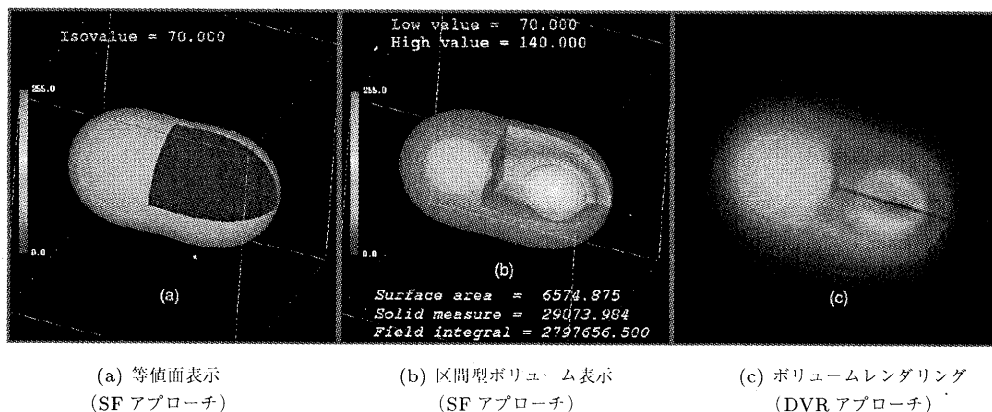 Isovalue = 70.000
255.0
0.0
(a)
Low value = 70.000
High value = 140.000
255.0
0.0
(b)
Surface area = 6574.875
Solid measure = 29073.984
Field integral = 2797656.500
(c)
(a) 等値面表示
(SF アプローチ)
(b) 区間型ボリューム表示
(SF アプローチ)
(c) ボリュームレンダリング
(DVR アプローチ)